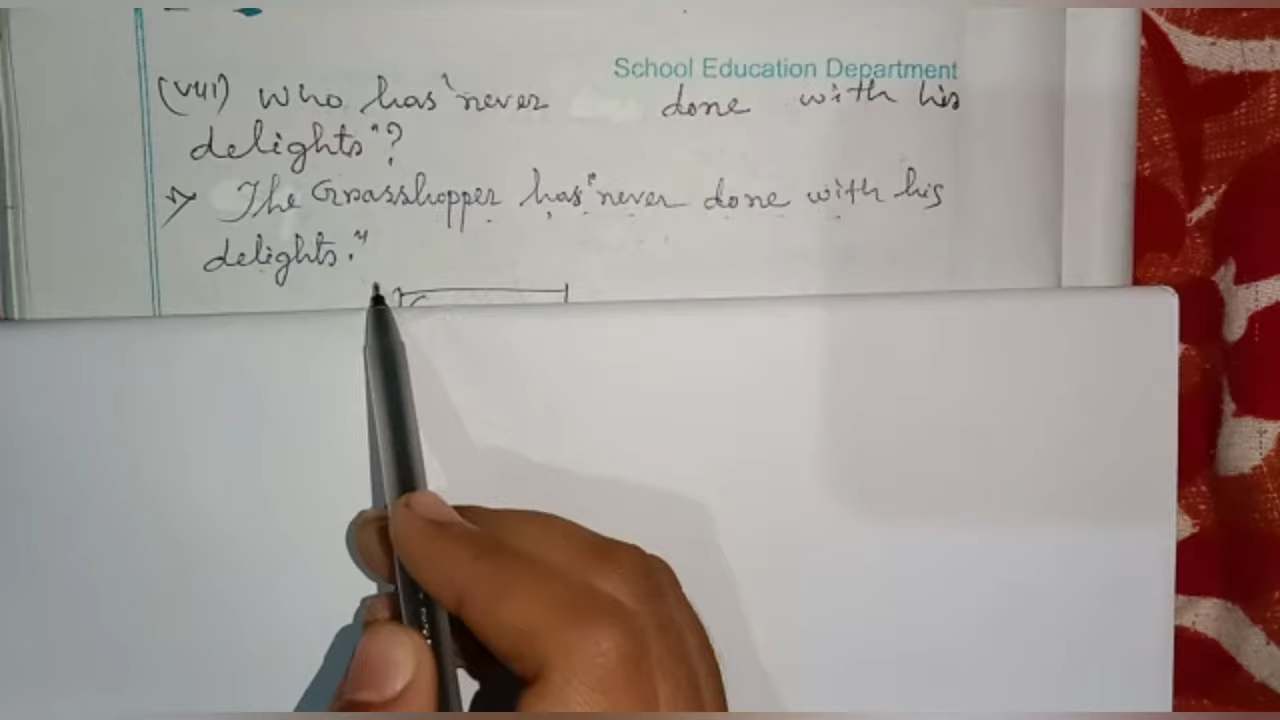 School Education Department
(VIII) Who has "never done with his
delights"?
→ The Grasshopper has "never done with his
delights."